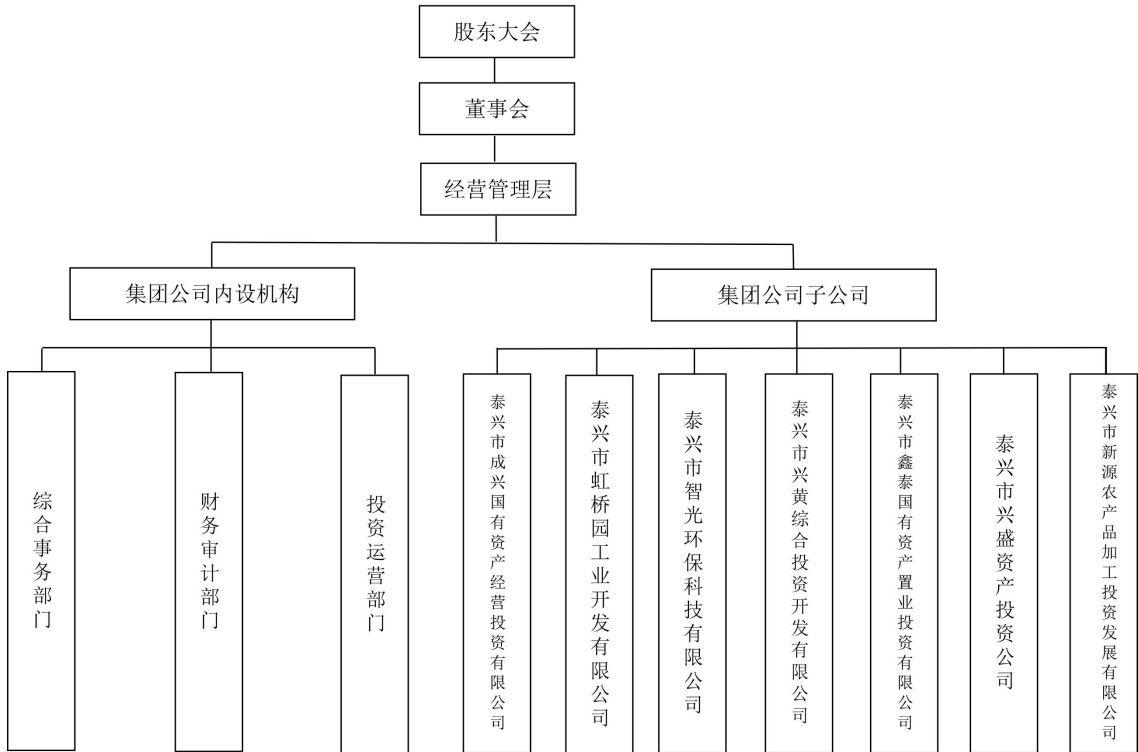 股东大会
董事会
经营管理层
集团公司内设机构
集团公司子公司
综合事务部门
财务审计部门
投资运营部门
泰兴市成兴国有资产经营投资有限公司
泰兴市虹桥园工业开发有限公司
泰兴市智光环保科技有限公司
泰兴市兴黄综合投资开发有限公司
泰兴市鑫泰国有资产置业投资有限公司
泰兴市兴盛资产投资公司
泰兴市新源农产品加工投资发展有限公司